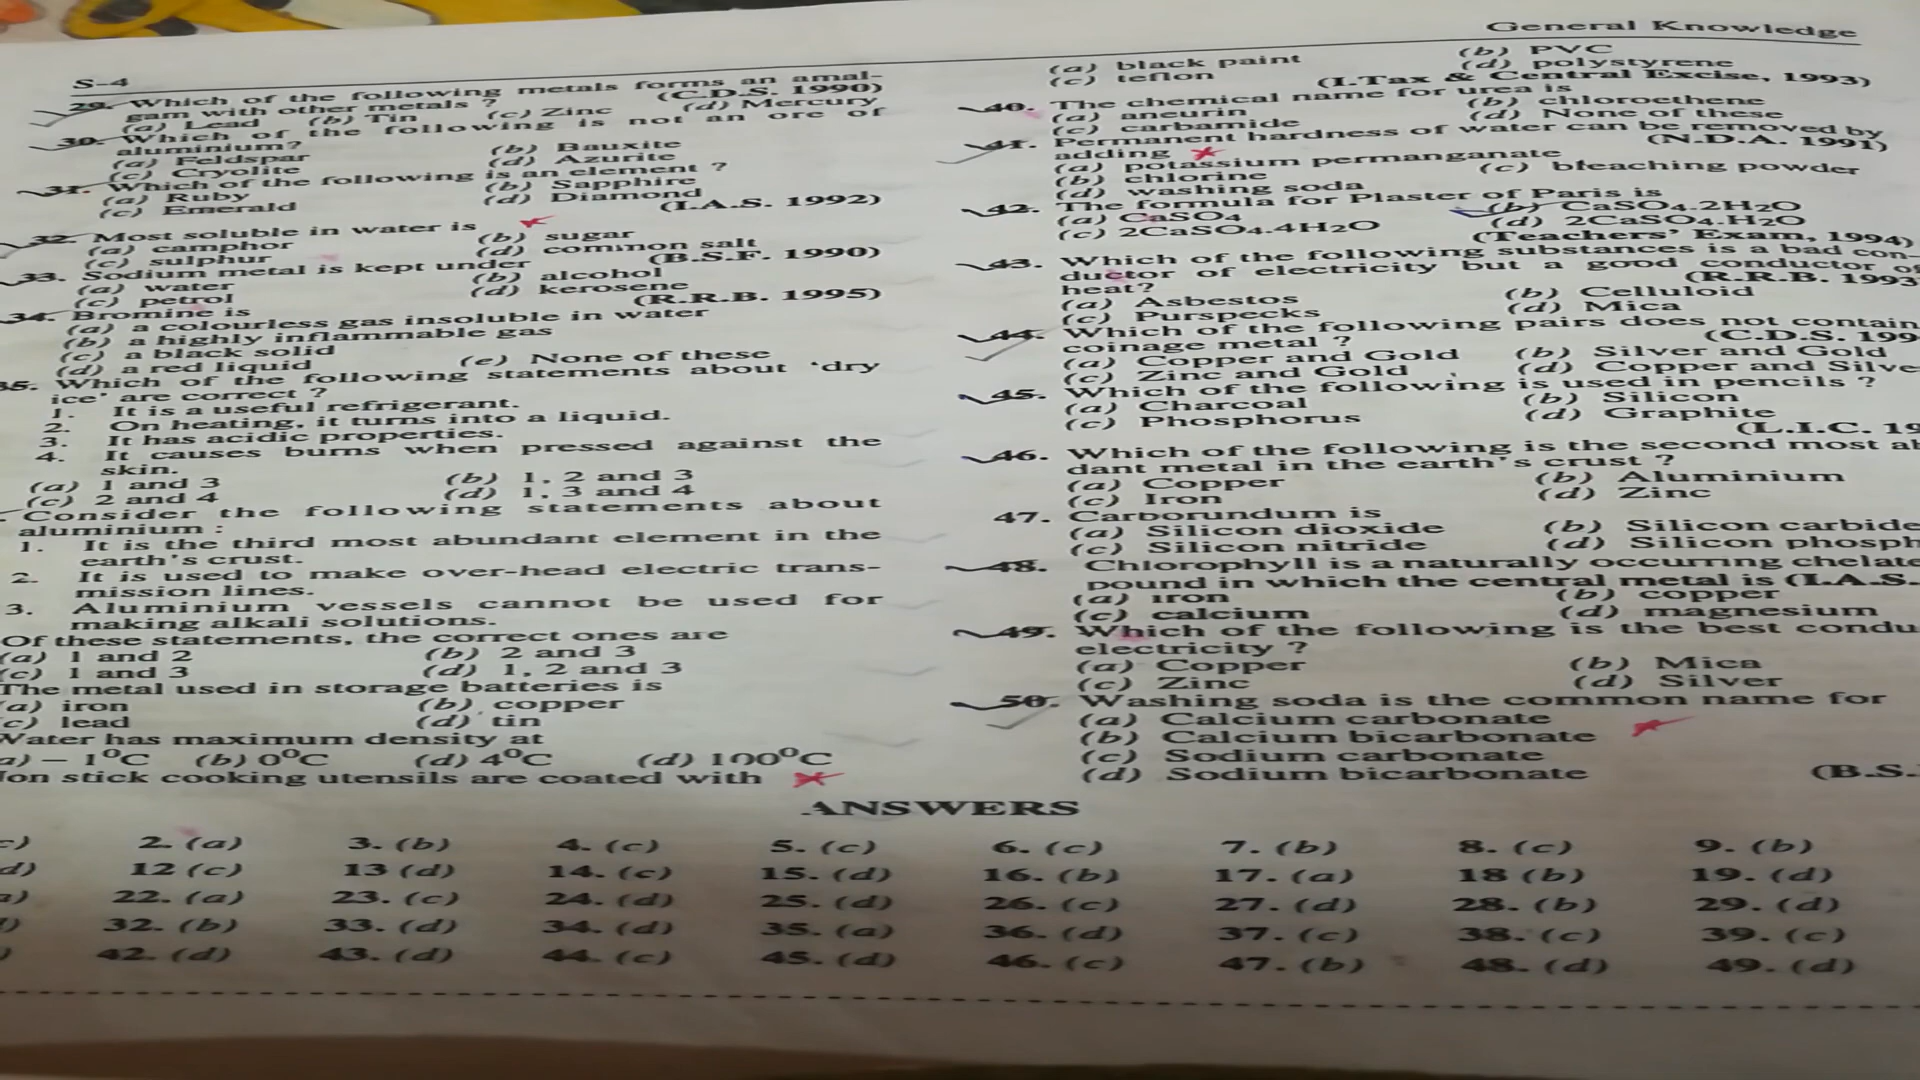 General Knowledge
S-4
29. Which of the following metals forms an amal-
gam with other metals ? (C.D.S. 1990)
(a) Lead (b) Tin (c) Zinc (d) Mercury
30. Which of the following is not an ore of
aluminium?
(a) Feldspar (b) Bauxite
(c) Cryolite (d) Azurite
31. Which of the following is an element ?
(a) Ruby (b) Sapphire
(c) Emerald (d) Diamond
(I.A.S. 1992)
32. Most soluble in water is
(a) camphor (b) sugar
(c) sulphur (d) common salt
(B.S.F. 1990)
33. Sodium metal is kept under
(a) water (b) alcohol
(c) petrol (d) kerosene
(R.R.B. 1995)
34. Bromine is
(a) a colourless gas insoluble in water
(b) a highly inflammable gas
(c) a black solid
(d) a red liquid (e) None of these
35. Which of the following statements about 'dry
ice' are correct ?
1. It is a useful refrigerant.
2. On heating, it turns into a liquid.
3. It has acidic properties.
4. It causes burns when pressed against the
skin.
(a) 1 and 3 (b) 1, 2 and 3
(c) 2 and 4 (d) 1, 3 and 4
Consider the following statements about
aluminium :
1. It is the third most abundant element in the
earth's crust.
2. It is used to make over-head electric trans-
mission lines.
3. Aluminium vessels cannot be used for
making alkali solutions.
Of these statements, the correct ones are
(a) 1 and 2 (b) 2 and 3
(c) 1 and 3 (d) 1, 2 and 3
The metal used in storage batteries is
(a) iron (b) copper
(c) lead (d) tin
Water has maximum density at
a) – 1⁰C (b) 0⁰C (d) 4⁰C (d) 100⁰C
on stick cooking utensils are coated with
(a) black paint (b) PVC
(c) teflon (d) polystyrene
(I.Tax & Central Excise, 1993)
40. The chemical name for urea is
(a) aneurin (b) chloroethene
(c) carbamide (d) None of these
41. Permanent hardness of water can be removed by
adding (N.D.A. 1991)
(a) potassium permanganate
(b) chlorine (c) bleaching powder
(d) washing soda
42. The formula for Plaster of Paris is
(a) CaSO4 (b) CaSO4.2H2O
(c) 2CaSO4.4H2O (d) 2CaSO4.H2O
(Teachers' Exam, 1994)
43. Which of the following substances is a bad con-
ductor of electricity but a good conductor of
heat? (R.R.B. 1993
(a) Asbestos (b) Celluloid
(c) Purspecks (d) Mica
44. Which of the following pairs does not contain
coinage metal ? (C.D.S. 199
(a) Copper and Gold (b) Silver and Gold
(c) Zinc and Gold (d) Copper and Silve
45. Which of the following is used in pencils ?
(a) Charcoal (b) Silicon
(c) Phosphorus (d) Graphite
(L.I.C. 19
46. Which of the following is the second most ab
dant metal in the earth's crust ?
(a) Copper (b) Aluminium
(c) Iron (d) Zinc
47. Carborundum is
(a) Silicon dioxide (b) Silicon carbide
(c) Silicon nitride (d) Silicon phosph
48. Chlorophyll is a naturally occurring chelate
pound in which the central metal is (I.A.S.
(a) iron (b) copper
(c) calcium (d) magnesium
49. Which of the following is the best condu
electricity ?
(a) Copper (b) Mica
(c) Zinc (d) Silver
50. Washing soda is the common name for
(a) Calcium carbonate
(b) Calcium bicarbonate
(c) Sodium carbonate
(d) Sodium bicarbonate
(B.S.
ANSWERS
c) 2. (a) 3. (b) 4. (c) 5. (c) 6. (c) 7. (b) 8. (c) 9. (b)
d) 12 (c) 13 (d) 14. (c) 15. (d) 16. (b) 17. (a) 18 (b) 19. (d)
22. (a) 23. (c) 24. (d) 25. (d) 26. (c) 27. (d) 28. (b) 29. (d)
32. (b) 33. (d) 34. (d) 35. (a) 36. (d) 37. (c) 38. (c) 39. (c)
42. (d) 43. (d) 44. (c) 45. (d) 46. (c) 47. (b) 48. (d) 49. (d)